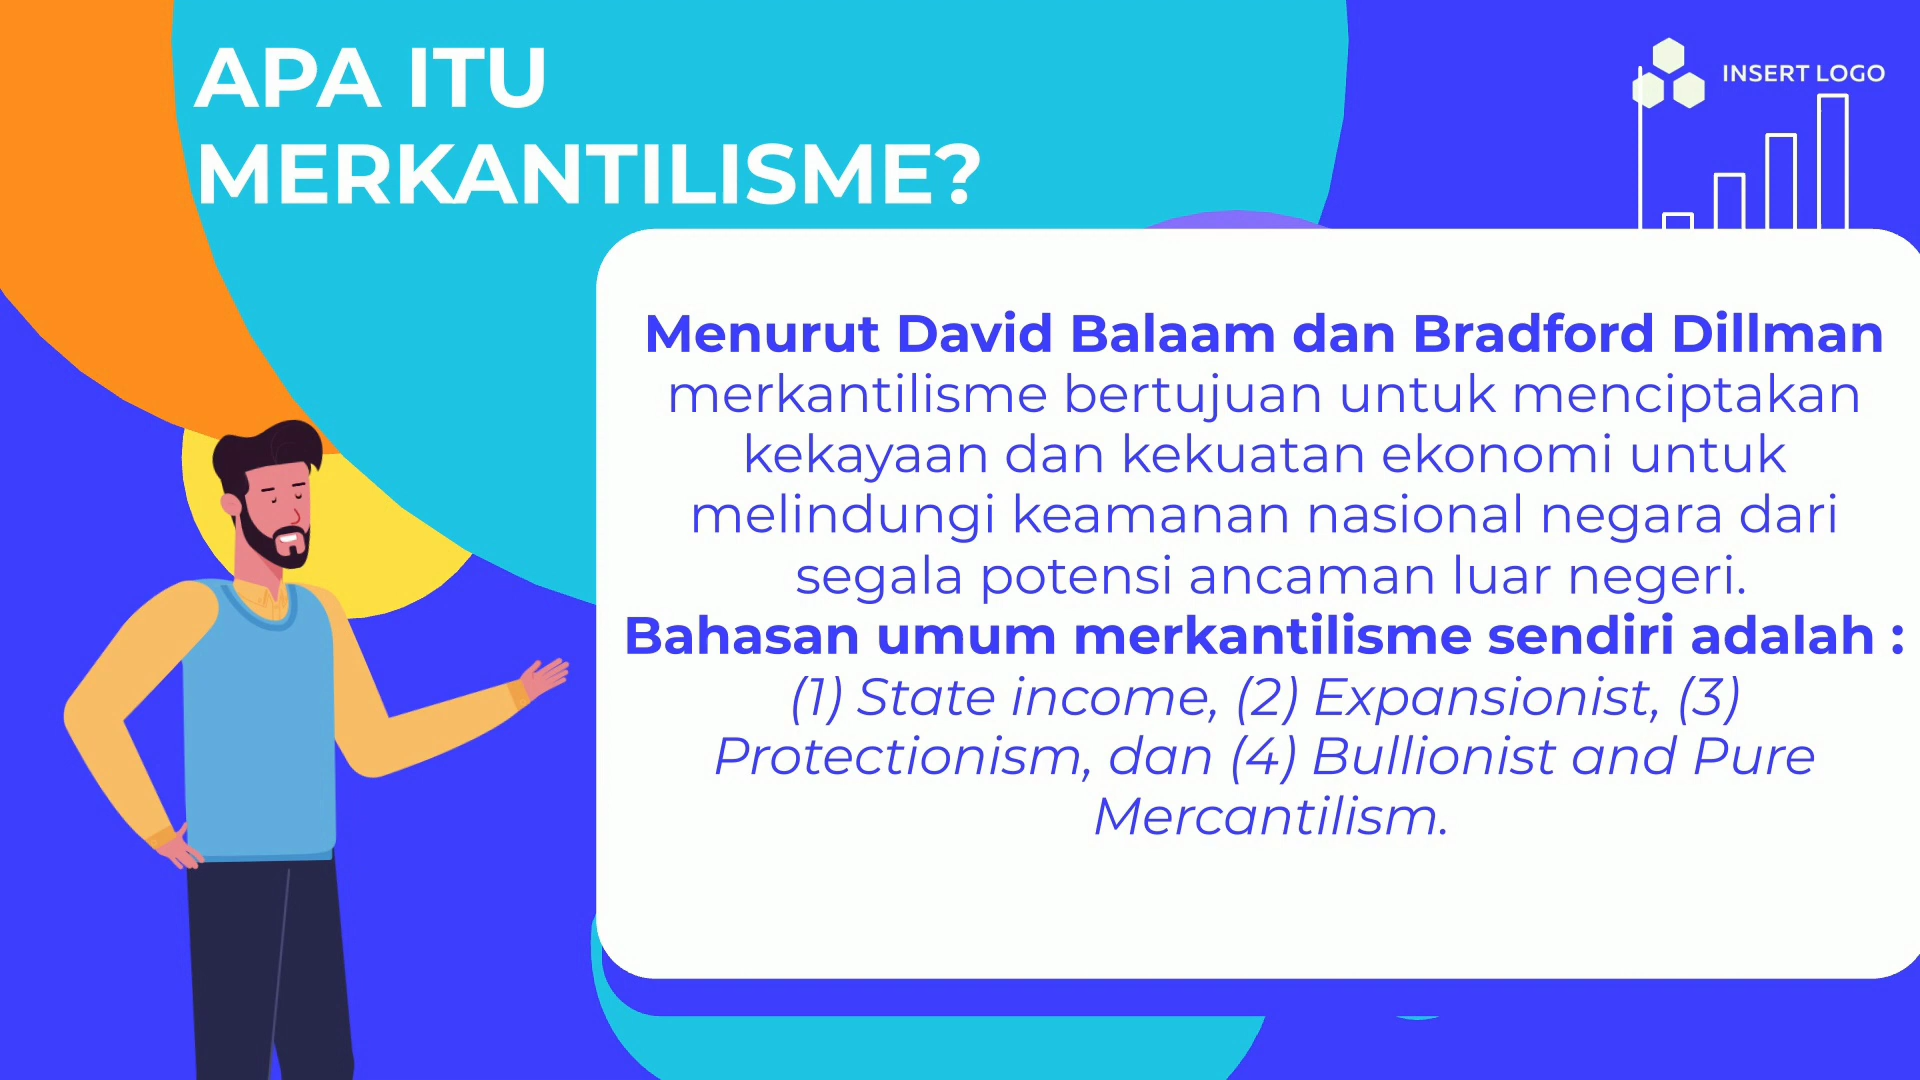 APA ITU
MERKANTILISME?
INSERT LOGO
Menurut David Balaam dan Bradford Dillman
merkantilisme bertujuan untuk menciptakan
kekayaan dan kekuatan ekonomi untuk
melindungi keamanan nasional negara dari
segala potensi ancaman luar negeri.
Bahasan umum merkantilisme sendiri adalah :
(1) State income, (2) Expansionist, (3)
Protectionism, dan (4) Bullionist and Pure
Mercantilism.